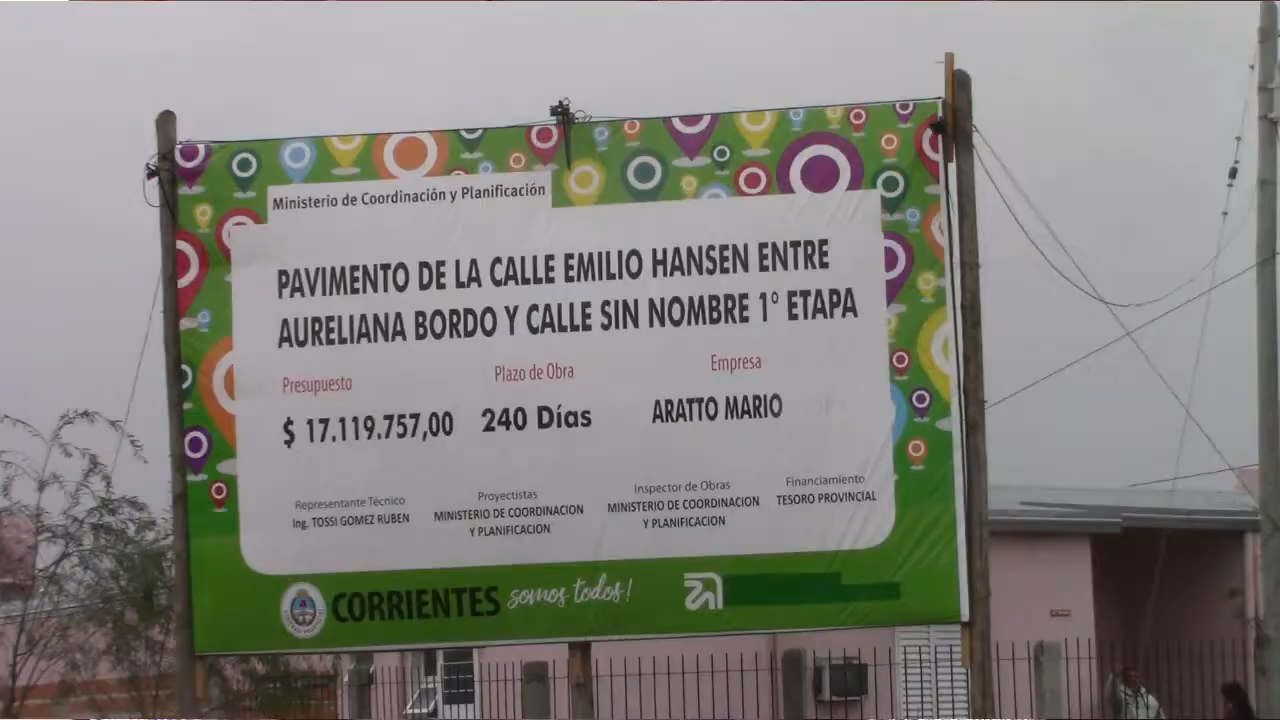 Ministerio de Coordinación y Planificación
PAVIMENTO DE LA CALLE EMILIO HANSEN ENTRE
AURELIANA BORDO Y CALLE SIN NOMBRE 1° ETAPA
Presupuesto
Plazo de Obra
Empresa
$ 17.119.757,00
240 Días
ARATTO MARIO
Representante Técnico
Ing. TOSSI GOMEZ RUBEN
Proyectistas
MINISTERIO DE COORDINACION
Y PLANIFICACION
Inspector de Obras
MINISTERIO DE COORDINACION
Y PLANIFICACION
Financiamiento
TESORO PROVINCIAL
CORRIENTES somos todos!